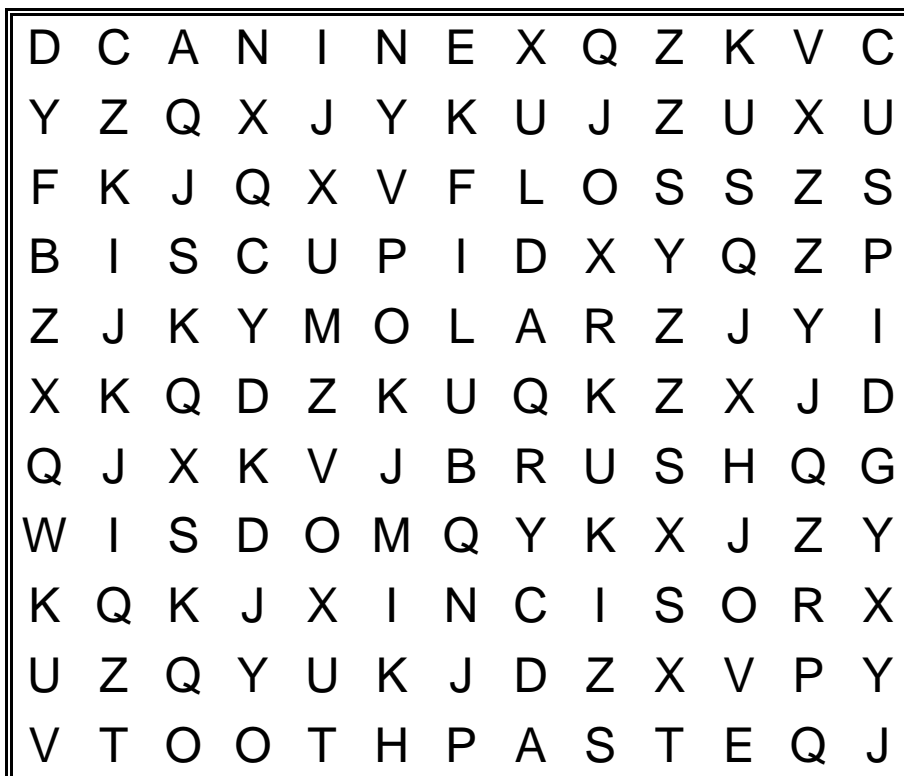 D C A N I N E X Q Z K V C
Y Z Q X J Y K U J Z U X U
F K J Q X V F L O S S Z S
B I S C U P I D X Y Q Z P
Z J K Y M O L A R Z J Y I
X K Q D Z K U Q K Z X J D
Q J X K V J B R U S H Q G
W I S D O M Q Y K X J Z Y
K Q K J X I N C I S O R X
U Z Q Y U K J D Z X V P Y
V T O O T H P A S T E Q J